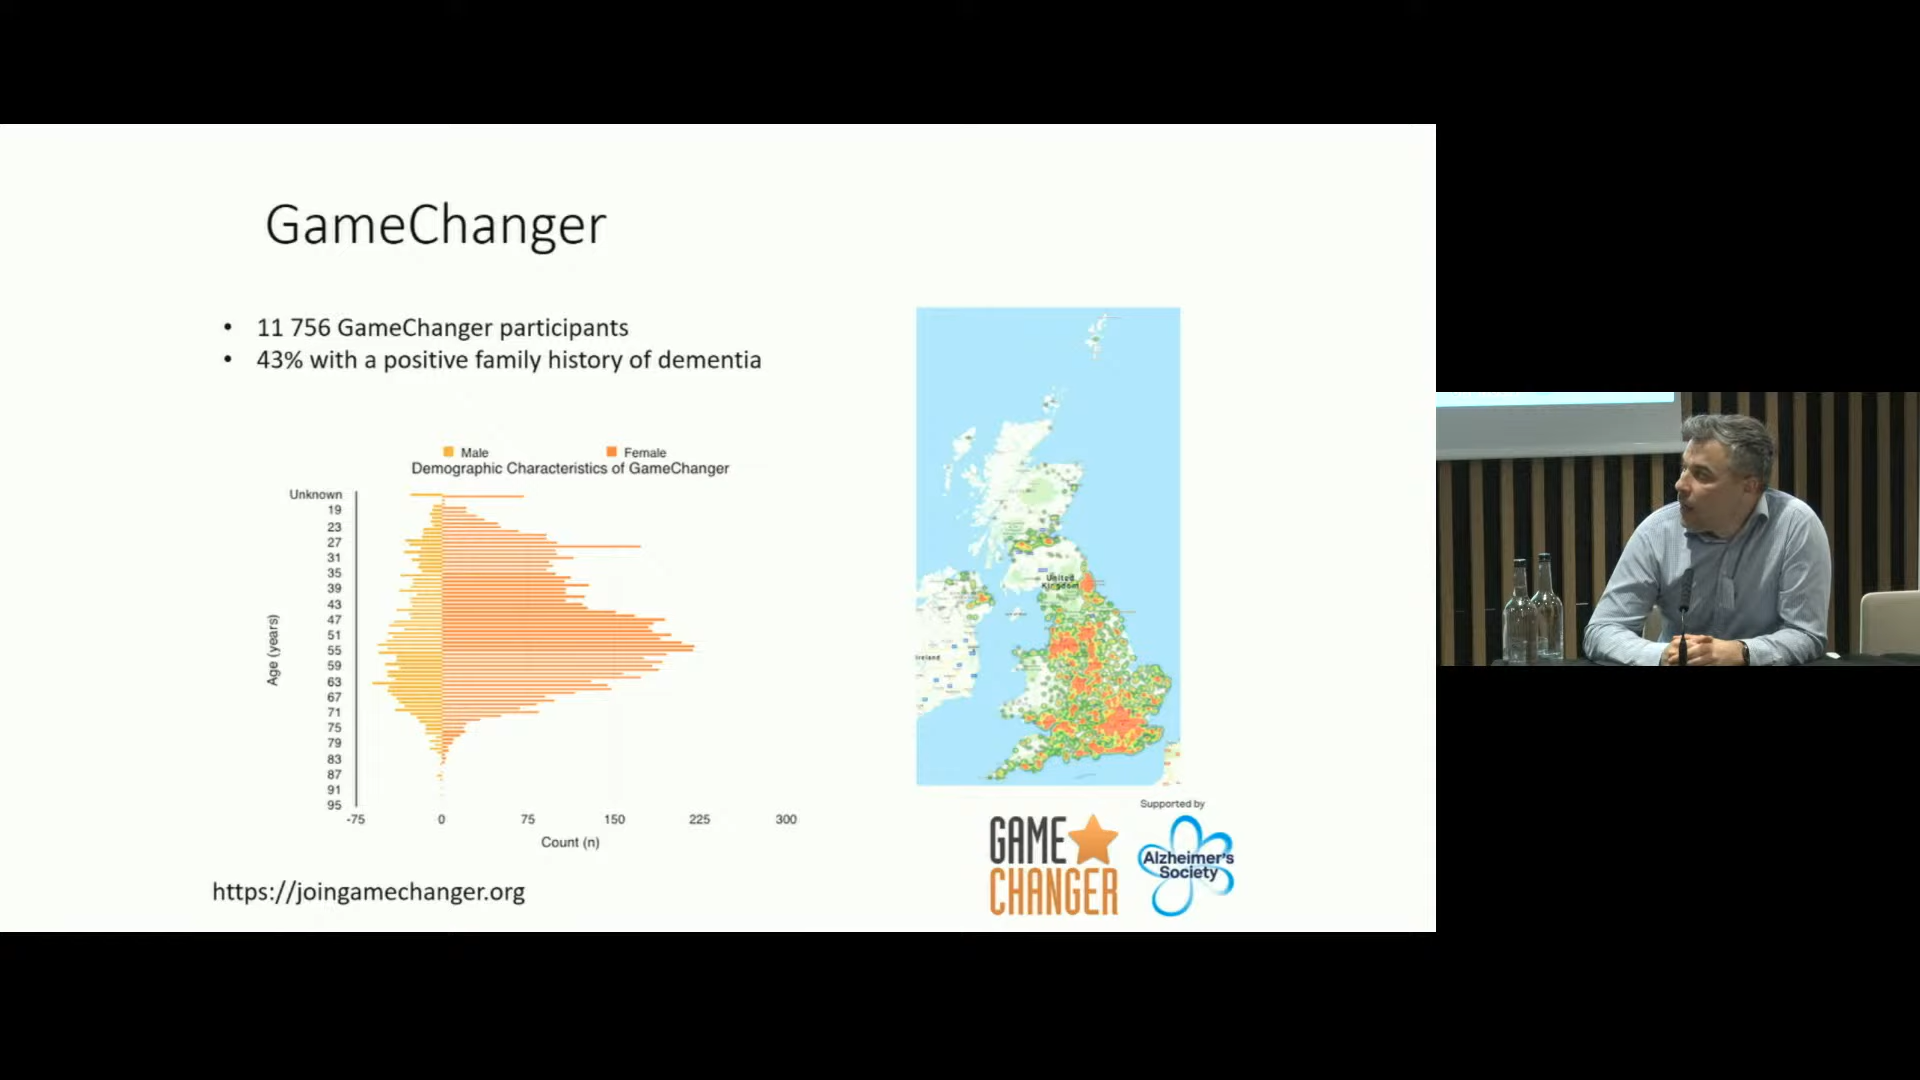 GameChanger
• 11 756 GameChanger participants
• 43% with a positive family history of dementia
Male Female
Demographic Characteristics of GameChanger
Unknown
19
23
27
31
35
39
43
47
51
55
59
63
67
71
75
79
83
87
91
95
Age (years)
-75 0 75 150 225 300
Count (n)
https://joingamechanger.org
United
Kingdom
Ireland
GAME
CHANGER
Supported by
Alzheimer's
Society